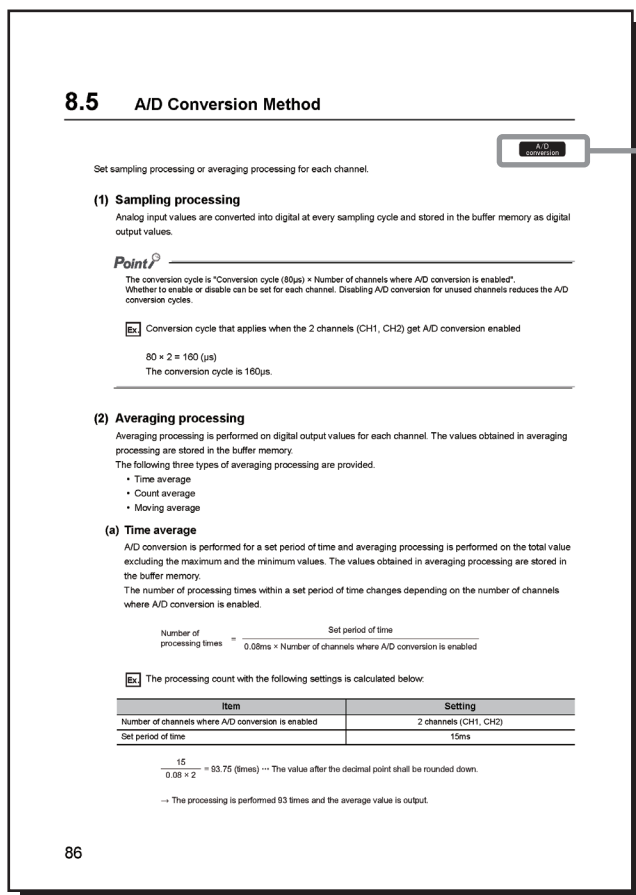 8.5 A/D Conversion Method
A/D
conversion
Set sampling processing or averaging processing for each channel.
(1) Sampling processing
Analog input values are converted into digital at every sampling cycle and stored in the buffer memory as digital
output values.
Point
The conversion cycle is "Conversion cycle (80μs) × Number of channels where A/D conversion is enabled".
Whether to enable or disable can be set for each channel. Disabling A/D conversion for unused channels reduces the A/D
conversion cycles.
Ex. Conversion cycle that applies when the 2 channels (CH1, CH2) get A/D conversion enabled
80 × 2 = 160 (μs)
The conversion cycle is 160μs.
(2) Averaging processing
Averaging processing is performed on digital output values for each channel. The values obtained in averaging
processing are stored in the buffer memory.
The following three types of averaging processing are provided.
• Time average
• Count average
• Moving average
(a) Time average
A/D conversion is performed for a set period of time and averaging processing is performed on the total value
excluding the maximum and the minimum values. The values obtained in averaging processing are stored in
the buffer memory.
The number of processing times within a set period of time changes depending on the number of channels
where A/D conversion is enabled.
Number of
processing times
=
Set period of time
0.08ms × Number of channels where A/D conversion is enabled
Ex. The processing count with the following settings is calculated below:
Item Setting
Number of channels where A/D conversion is enabled 2 channels (CH1, CH2)
Set period of time 15ms
15
0.08 × 2
= 93.75 (times) ··· The value after the decimal point shall be rounded down.
→ The processing is performed 93 times and the average value is output.
86